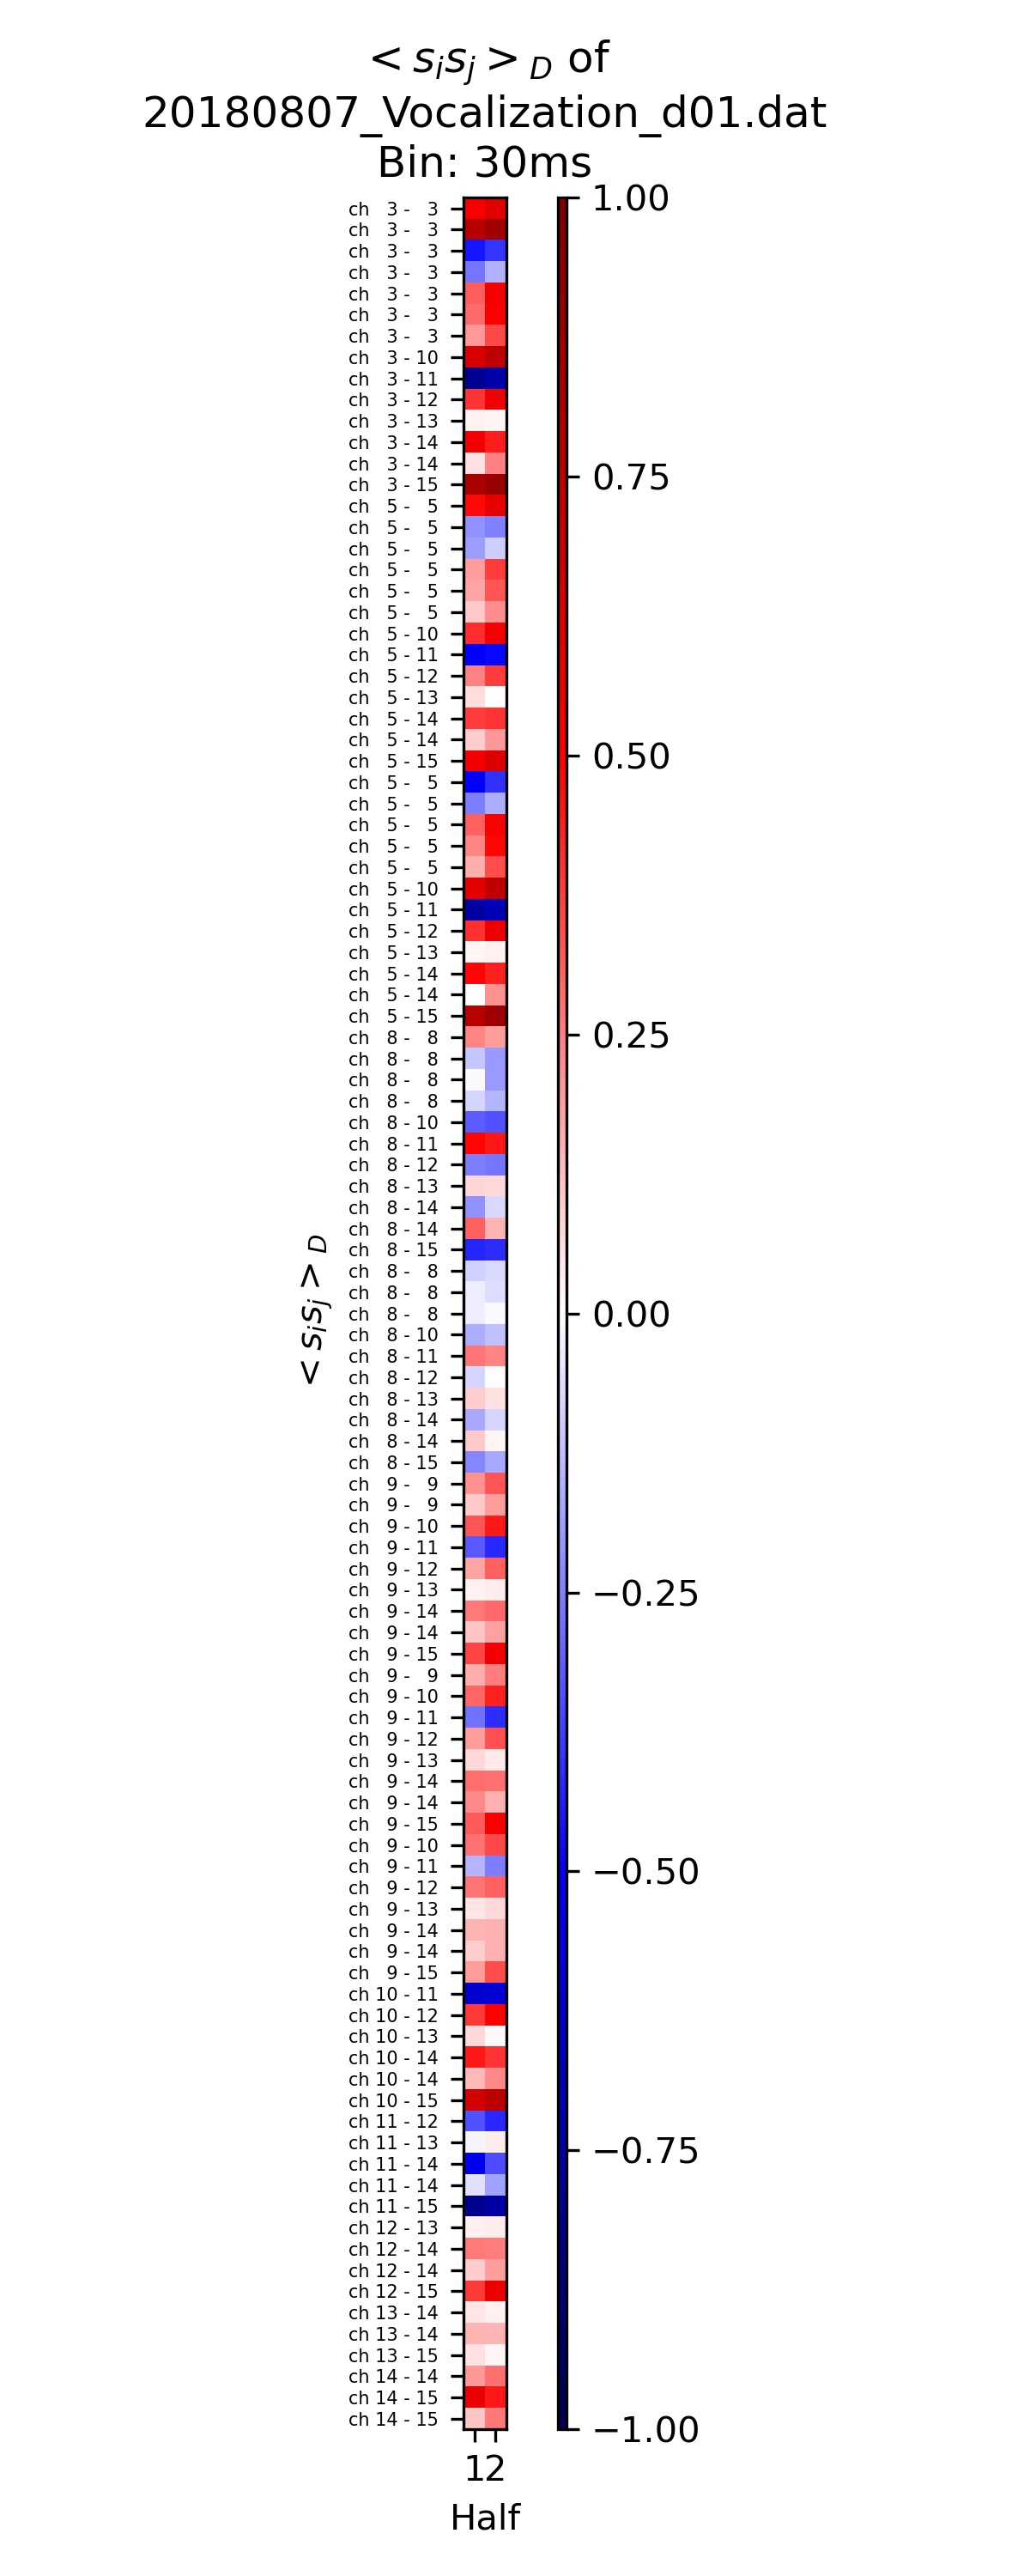 < s_i s_j >_D of
20180807_Vocalization_d01.dat
Bin: 30ms
ch 3 - 3
ch 3 - 3
ch 3 - 3
ch 3 - 3
ch 3 - 3
ch 3 - 3
ch 3 - 3
ch 3 - 10
ch 3 - 11
ch 3 - 12
ch 3 - 13
ch 3 - 14
ch 3 - 14
ch 3 - 15
ch 5 - 5
ch 5 - 5
ch 5 - 5
ch 5 - 5
ch 5 - 5
ch 5 - 5
ch 5 - 10
ch 5 - 11
ch 5 - 12
ch 5 - 13
ch 5 - 14
ch 5 - 14
ch 5 - 15
ch 5 - 5
ch 5 - 5
ch 5 - 5
ch 5 - 5
ch 5 - 5
ch 5 - 10
ch 5 - 11
ch 5 - 12
ch 5 - 13
ch 5 - 14
ch 5 - 14
ch 5 - 15
ch 8 - 8
ch 8 - 8
ch 8 - 8
ch 8 - 8
ch 8 - 10
ch 8 - 11
ch 8 - 12
ch 8 - 13
ch 8 - 14
ch 8 - 14
ch 8 - 15
ch 8 - 8
ch 8 - 8
ch 8 - 8
ch 8 - 10
ch 8 - 11
ch 8 - 12
ch 8 - 13
ch 8 - 14
ch 8 - 14
ch 8 - 15
ch 9 - 9
ch 9 - 9
ch 9 - 10
ch 9 - 11
ch 9 - 12
ch 9 - 13
ch 9 - 14
ch 9 - 14
ch 9 - 15
ch 9 - 9
ch 9 - 10
ch 9 - 11
ch 9 - 12
ch 9 - 13
ch 9 - 14
ch 9 - 14
ch 9 - 15
ch 9 - 10
ch 9 - 11
ch 9 - 12
ch 9 - 13
ch 9 - 14
ch 9 - 14
ch 9 - 15
ch 10 - 11
ch 10 - 12
ch 10 - 13
ch 10 - 14
ch 10 - 14
ch 10 - 15
ch 11 - 12
ch 11 - 13
ch 11 - 14
ch 11 - 14
ch 11 - 15
ch 12 - 13
ch 12 - 14
ch 12 - 14
ch 12 - 15
ch 13 - 14
ch 13 - 14
ch 13 - 15
ch 14 - 14
ch 14 - 15
ch 14 - 15
< s_i s_j >_D
1 2
Half
1.00
0.75
0.50
0.25
0.00
−0.25
−0.50
−0.75
−1.00